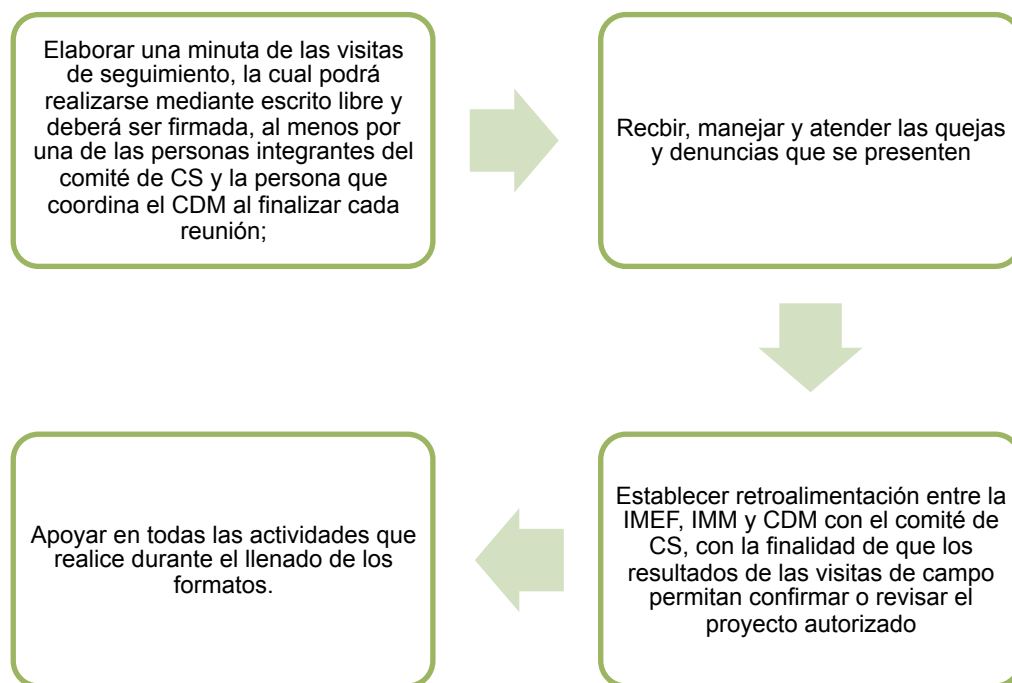 Elaborar una minuta de las visitas
de seguimiento, la cual podrá
realizarse mediante escrito libre y
deberá ser firmada, al menos por
una de las personas integrantes del
comité de CS y la persona que
coordina el CDM al finalizar cada
reunión;
Recbir, manejar y atender las quejas
y denuncias que se presenten
Establecer retroalimentación entre la
IMEF, IMM y CDM con el comité de
CS, con la finalidad de que los
resultados de las visitas de campo
permitan confirmar o revisar el
proyecto autorizado
Apoyar en todas las actividades que
realice durante el llenado de los
formatos.